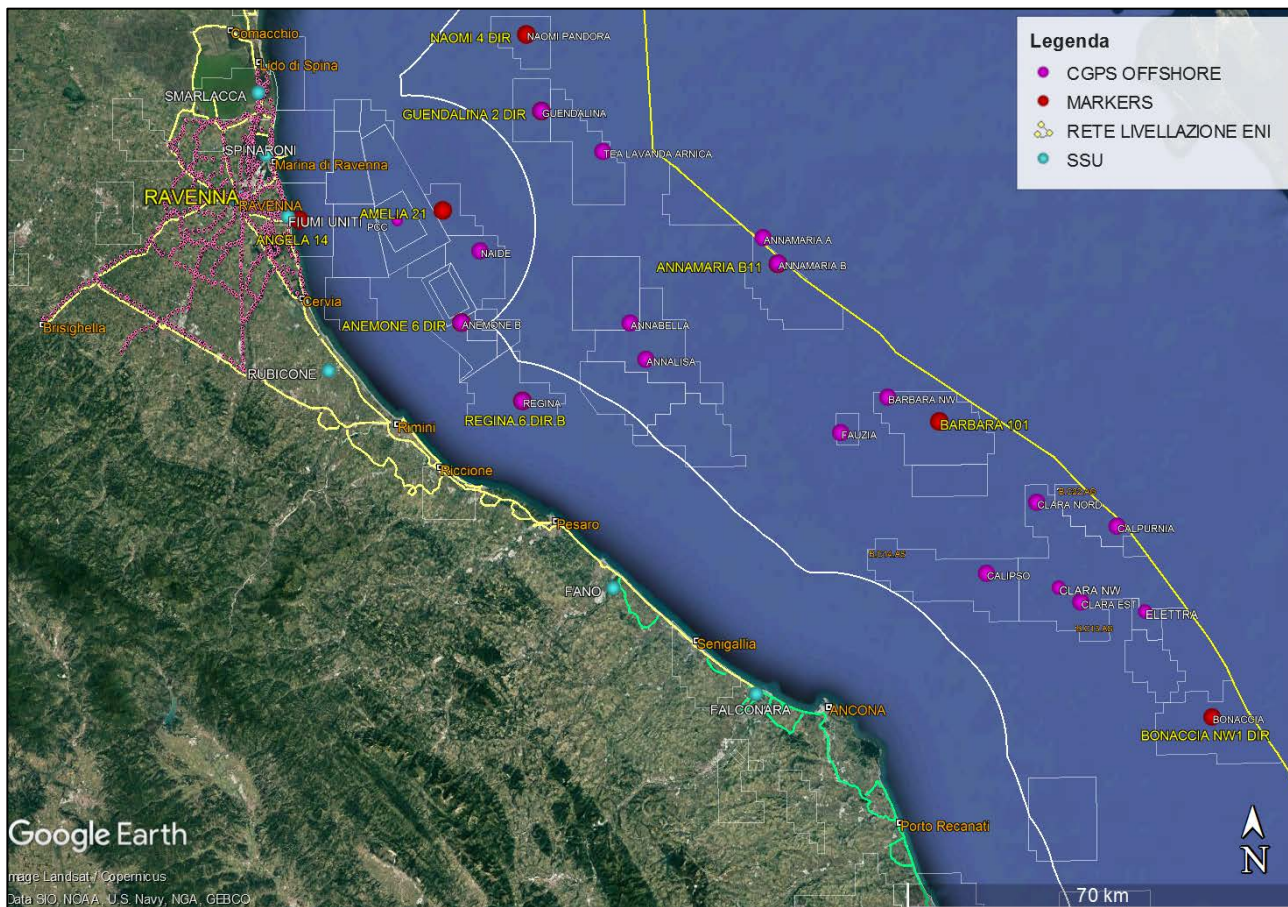 Comacchio
Lido di Spina
SMARLACCA
SPINARONI
Marina di Ravenna
RAVENNA
RAVENNA
FIUMI UNITI
ANGELA 14
PCC
AMELIA 21
NAIDE
Cervia
Brisighella
ANEMONE 6 DIR
ANEMONE B
RUBICONE
REGINA
REGINA 6 DIR B
Rimini
Riccione
Pesaro
FANO
Senigallia
FALCONARA
ANCONA
Porto Recanati
NAOMI 4 DIR
NAOMI PANDORA
GUENDALINA 2 DIR
GUENDALINA
TEA LAVANDA ARNICA
ANNAMARIA A
ANNAMARIA B11
ANNAMARIA B
ANNABELLA
ANNALISA
BARBARA NW
BARBARA 101
FAUZIA
CLARA NORD
CALPURNIA
CALIPSO
CLARA NW
CLARA EST
ELETTRA
BONACCIA
BONACCIA NW1 DIR
Legenda
CGPS OFFSHORE
MARKERS
RETE LIVELLAZIONE ENI
SSU
Google Earth
mage Landsat / Copernicus
Data SIO, NOAA, U.S. Navy, NGA, GEBCO
N
70 km